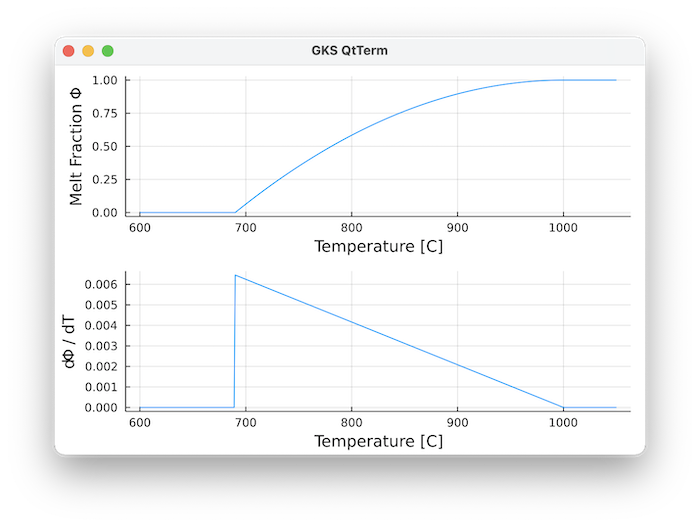 GKS QtTerm
1.00
0.75
0.50
0.25
0.00
Melt Fraction Φ
600 700 800 900 1000
Temperature [C]
0.006
0.005
0.004
0.003
0.002
0.001
0.000
dΦ / dT
600 700 800 900 1000
Temperature [C]